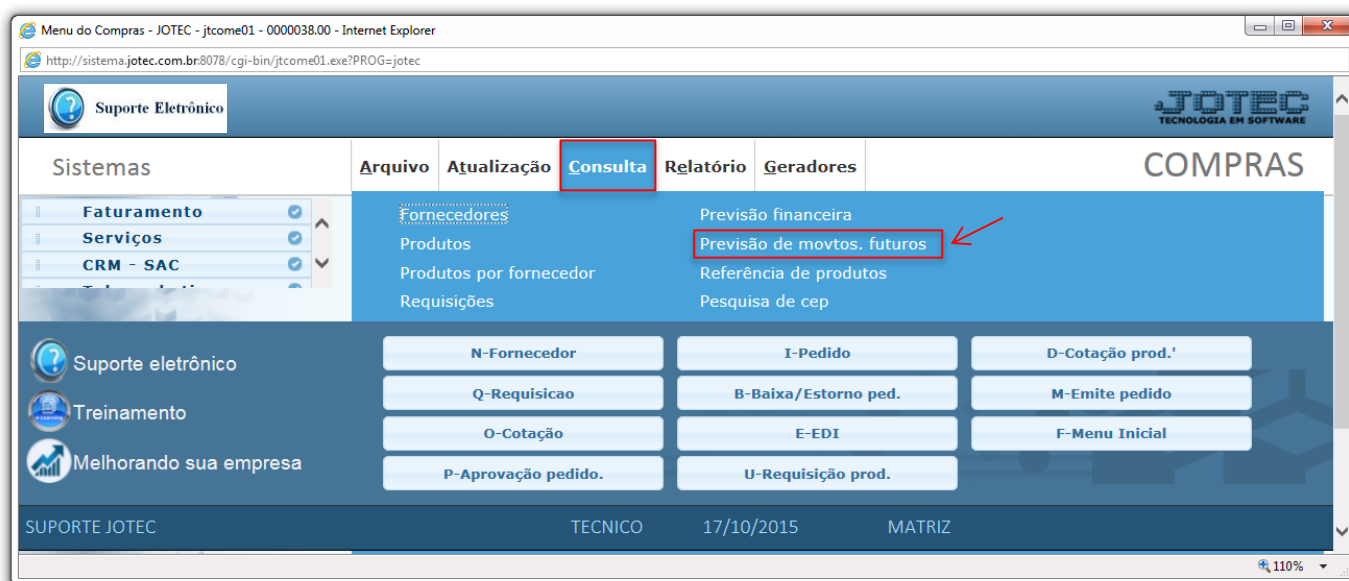 Menu do Compras - JOTEC - jtcome01 - 0000038.00 - Internet Explorer
http://sistema.jotec.com.br:8078/cgi-bin/jtcome01.exe?PROG=jotec
Suporte Eletrônico
JOTEC
TECNOLOGIA EM SOFTWARE
Sistemas
Arquivo Atualização Consulta Relatório Geradores
COMPRAS
Faturamento
Serviços
CRM - SAC
Fornecedores
Produtos
Produtos por fornecedor
Requisições
Previsão financeira
Previsão de movtos. futuros
Referência de produtos
Pesquisa de cep
Suporte eletrônico
Treinamento
Melhorando sua empresa
N-Fornecedor I-Pedido D-Cotação prod.'
Q-Requisicao B-Baixa/Estorno ped. M-Emite pedido
O-Cotação E-EDI F-Menu Inicial
P-Aprovação pedido. U-Requisição prod.
SUPORTE JOTEC TECNICO 17/10/2015 MATRIZ
110%